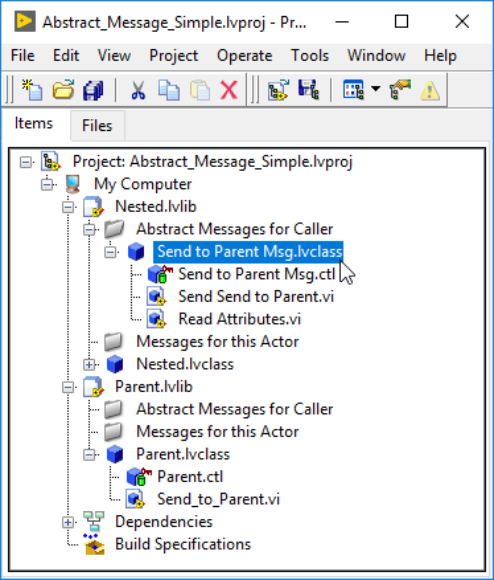 Abstract_Message_Simple.lvproj - Pr...
File Edit View Project Operate Tools Window Help
Items Files
Project: Abstract_Message_Simple.lvproj
My Computer
Nested.lvlib
Abstract Messages for Caller
Send to Parent Msg.lvclass
Send to Parent Msg.ctl
Send Send to Parent.vi
Read Attributes.vi
Messages for this Actor
Nested.lvclass
Parent.lvlib
Abstract Messages for Caller
Messages for this Actor
Parent.lvclass
Parent.ctl
Send_to_Parent.vi
Dependencies
Build Specifications